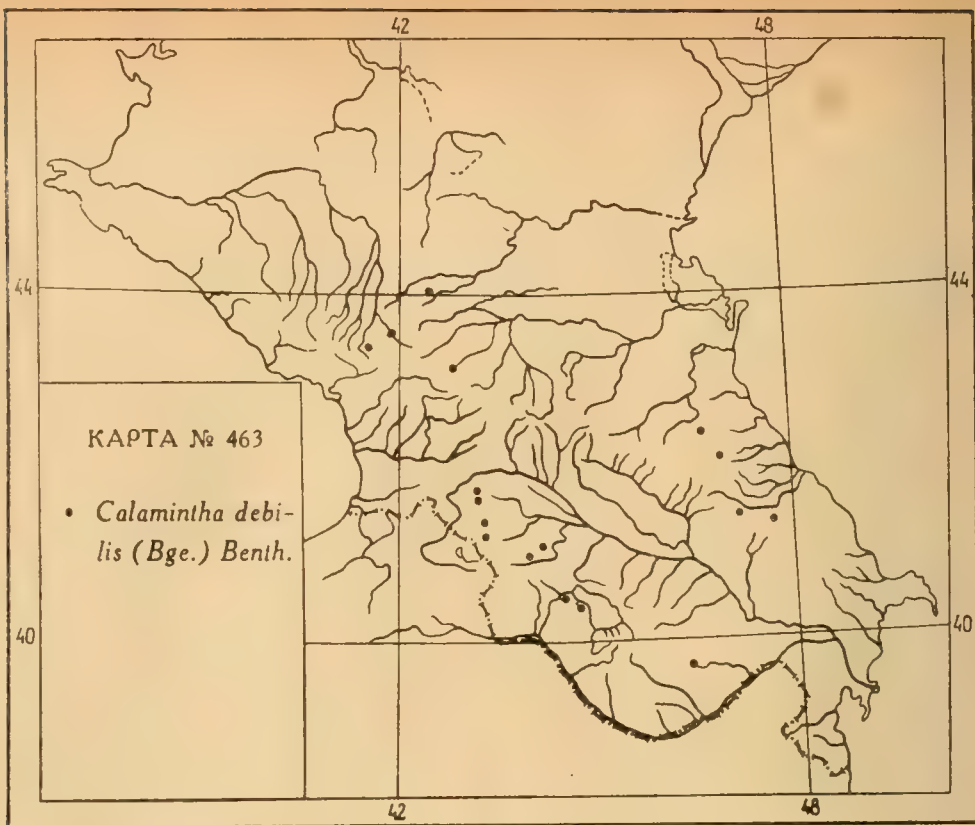 42 48
44 44
КАРТА № 463
• Calamintha debi-
lis (Bge.) Benth.
40 40
42 48